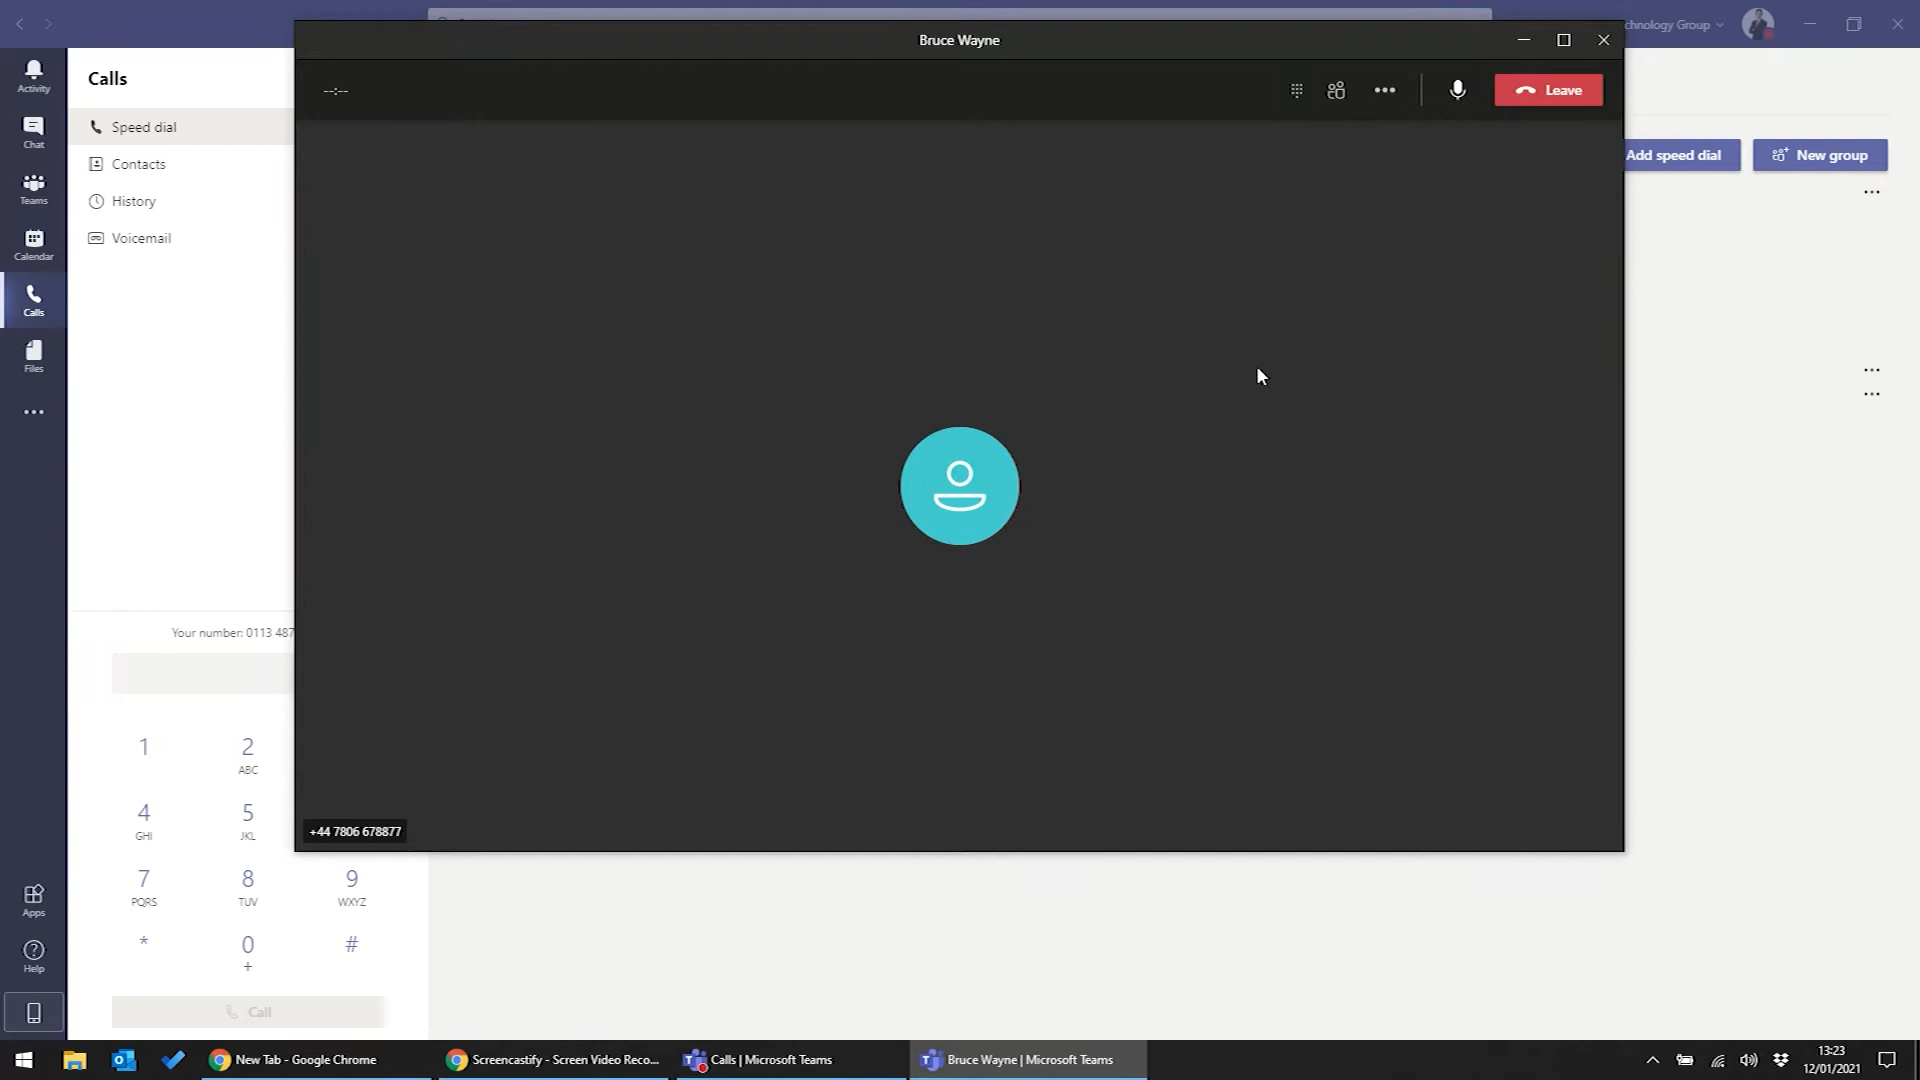 chnology Group
Bruce Wayne
--:--
Leave
Activity
Chat
Teams
Calendar
Calls
Files
Apps
Help
Calls
Speed dial
Contacts
History
Voicemail
Add speed dial
New group
Your number: 0113 487
1
2
ABC
4
GHI
5
JKL
7
PQRS
8
TUV
9
WXYZ
*
0
+
#
Call
+44 7806 678877
New Tab - Google Chrome
Screencastify - Screen Video Reco...
Calls | Microsoft Teams
Bruce Wayne | Microsoft Teams
13:23
12/01/2021